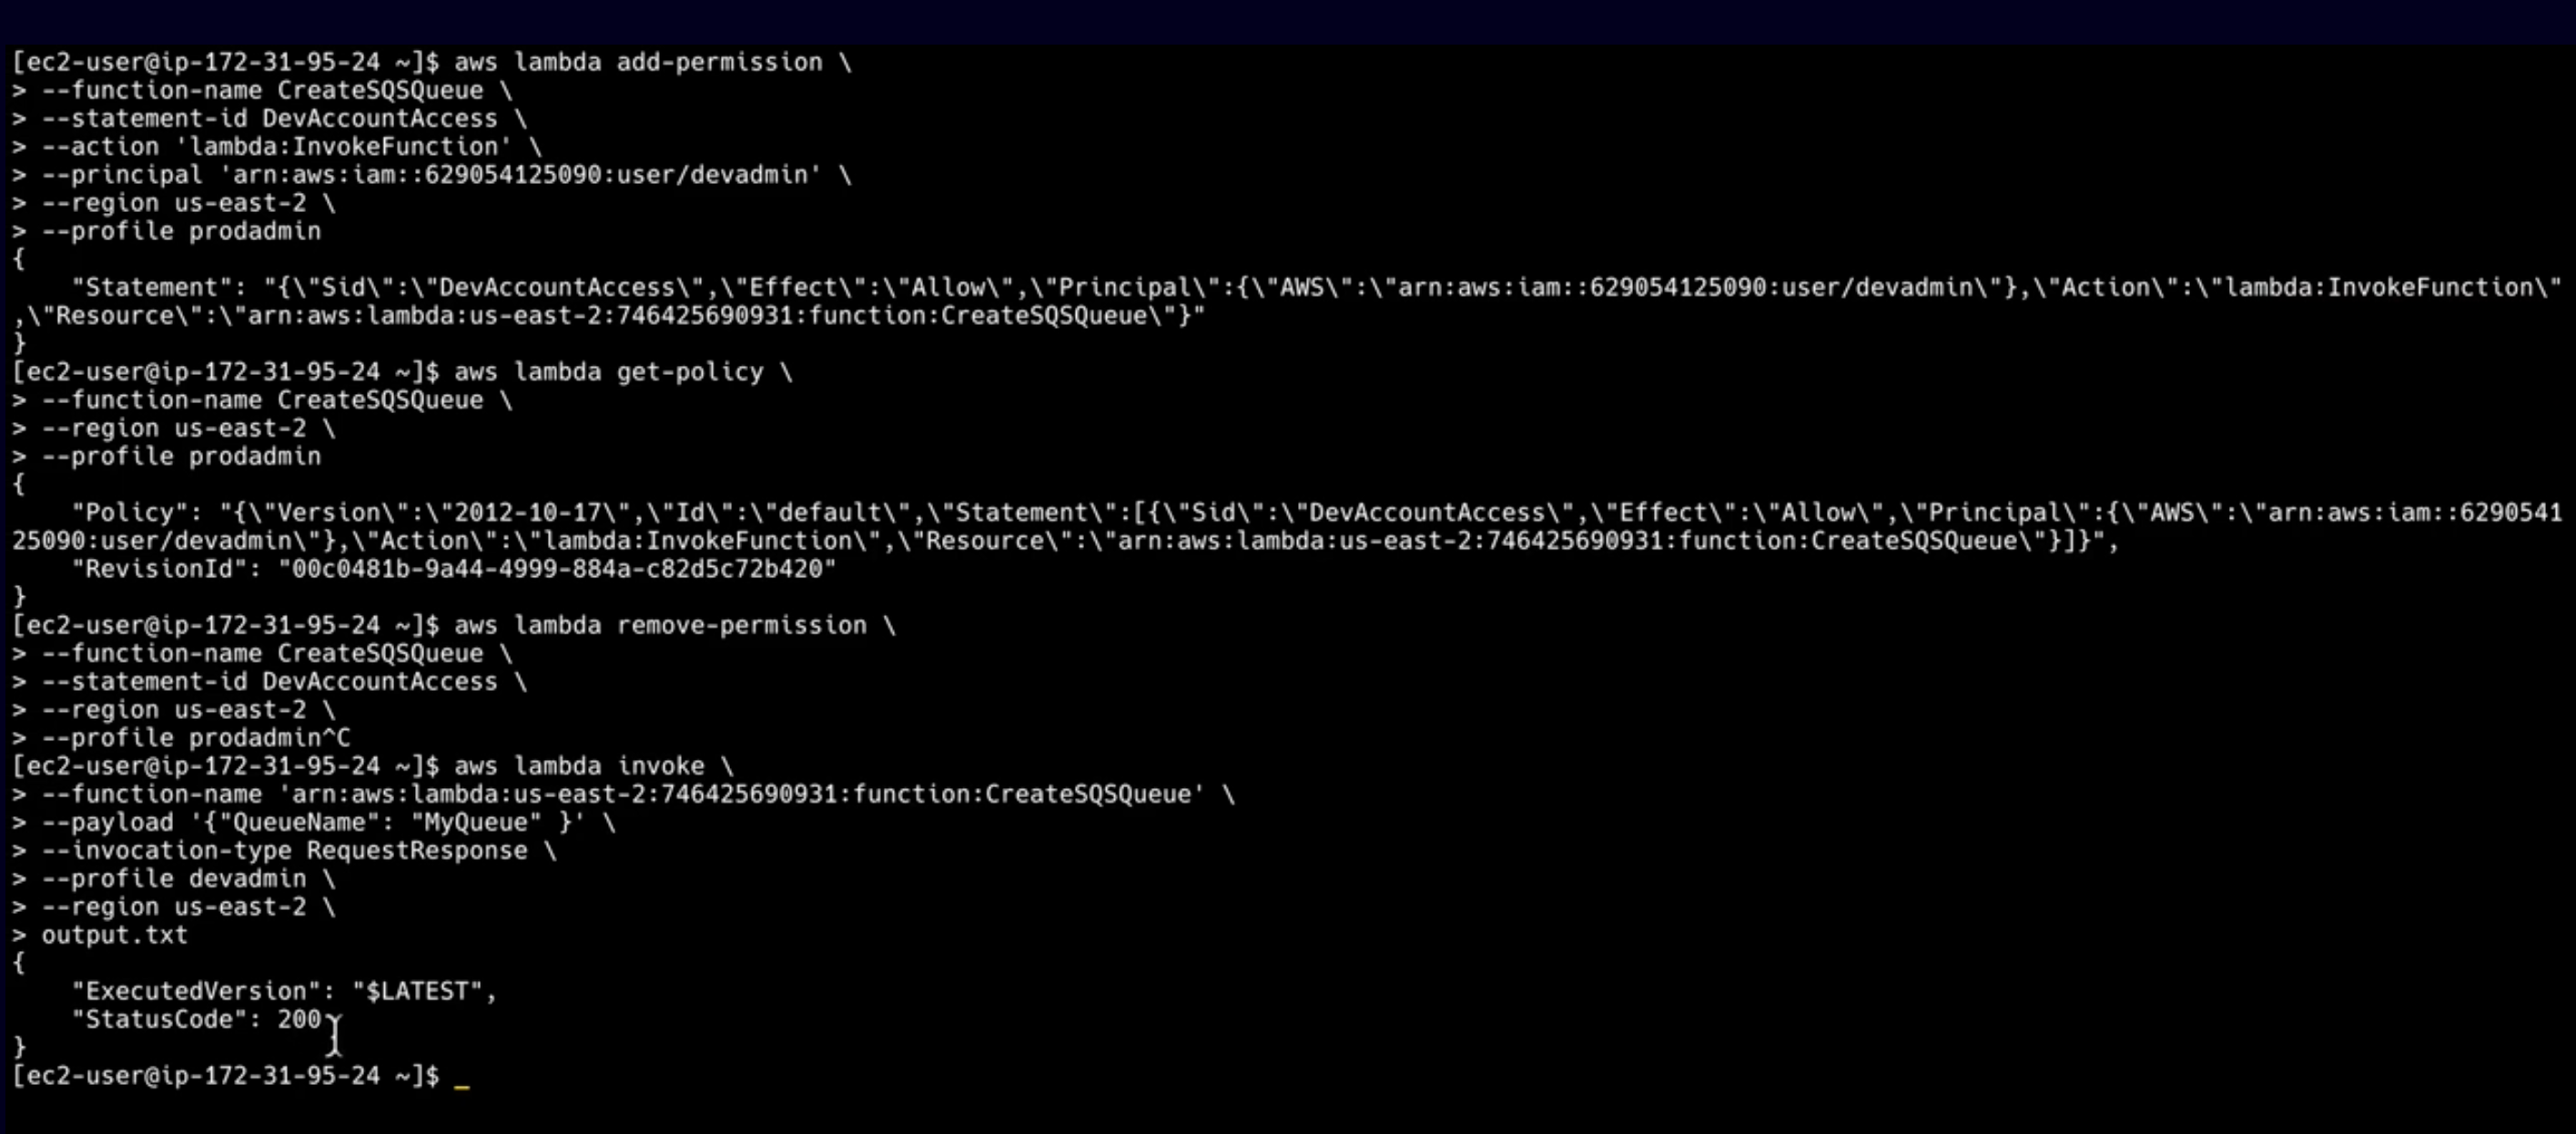 [ec2-user@ip-172-31-95-24 ~]$ aws lambda add-permission \
> --function-name CreateSQSQueue \
> --statement-id DevAccountAccess \
> --action 'lambda:InvokeFunction' \
> --principal 'arn:aws:iam::629054125090:user/devadmin' \
> --region us-east-2 \
> --profile prodadmin
{
    "Statement": "{\"Sid\":\"DevAccountAccess\",\"Effect\":\"Allow\",\"Principal\":{\"AWS\":\"arn:aws:iam::629054125090:user/devadmin\"},\"Action\":\"lambda:InvokeFunction\"
,\"Resource\":\"arn:aws:lambda:us-east-2:746425690931:function:CreateSQSQueue\"}"
}
[ec2-user@ip-172-31-95-24 ~]$ aws lambda get-policy \
> --function-name CreateSQSQueue \
> --region us-east-2 \
> --profile prodadmin
{
    "Policy": "{\"Version\":\"2012-10-17\",\"Id\":\"default\",\"Statement\":[{\"Sid\":\"DevAccountAccess\",\"Effect\":\"Allow\",\"Principal\":{\"AWS\":\"arn:aws:iam::6290541
25090:user/devadmin\"},\"Action\":\"lambda:InvokeFunction\",\"Resource\":\"arn:aws:lambda:us-east-2:746425690931:function:CreateSQSQueue\"}]}",
    "RevisionId": "00c0481b-9a44-4999-884a-c82d5c72b420"
}
[ec2-user@ip-172-31-95-24 ~]$ aws lambda remove-permission \
> --function-name CreateSQSQueue \
> --statement-id DevAccountAccess \
> --region us-east-2 \
> --profile prodadmin^C
[ec2-user@ip-172-31-95-24 ~]$ aws lambda invoke \
> --function-name 'arn:aws:lambda:us-east-2:746425690931:function:CreateSQSQueue' \
> --payload '{"QueueName": "MyQueue" }' \
> --invocation-type RequestResponse \
> --profile devadmin \
> --region us-east-2 \
> output.txt
{
    "ExecutedVersion": "$LATEST",
    "StatusCode": 200
}
[ec2-user@ip-172-31-95-24 ~]$ _